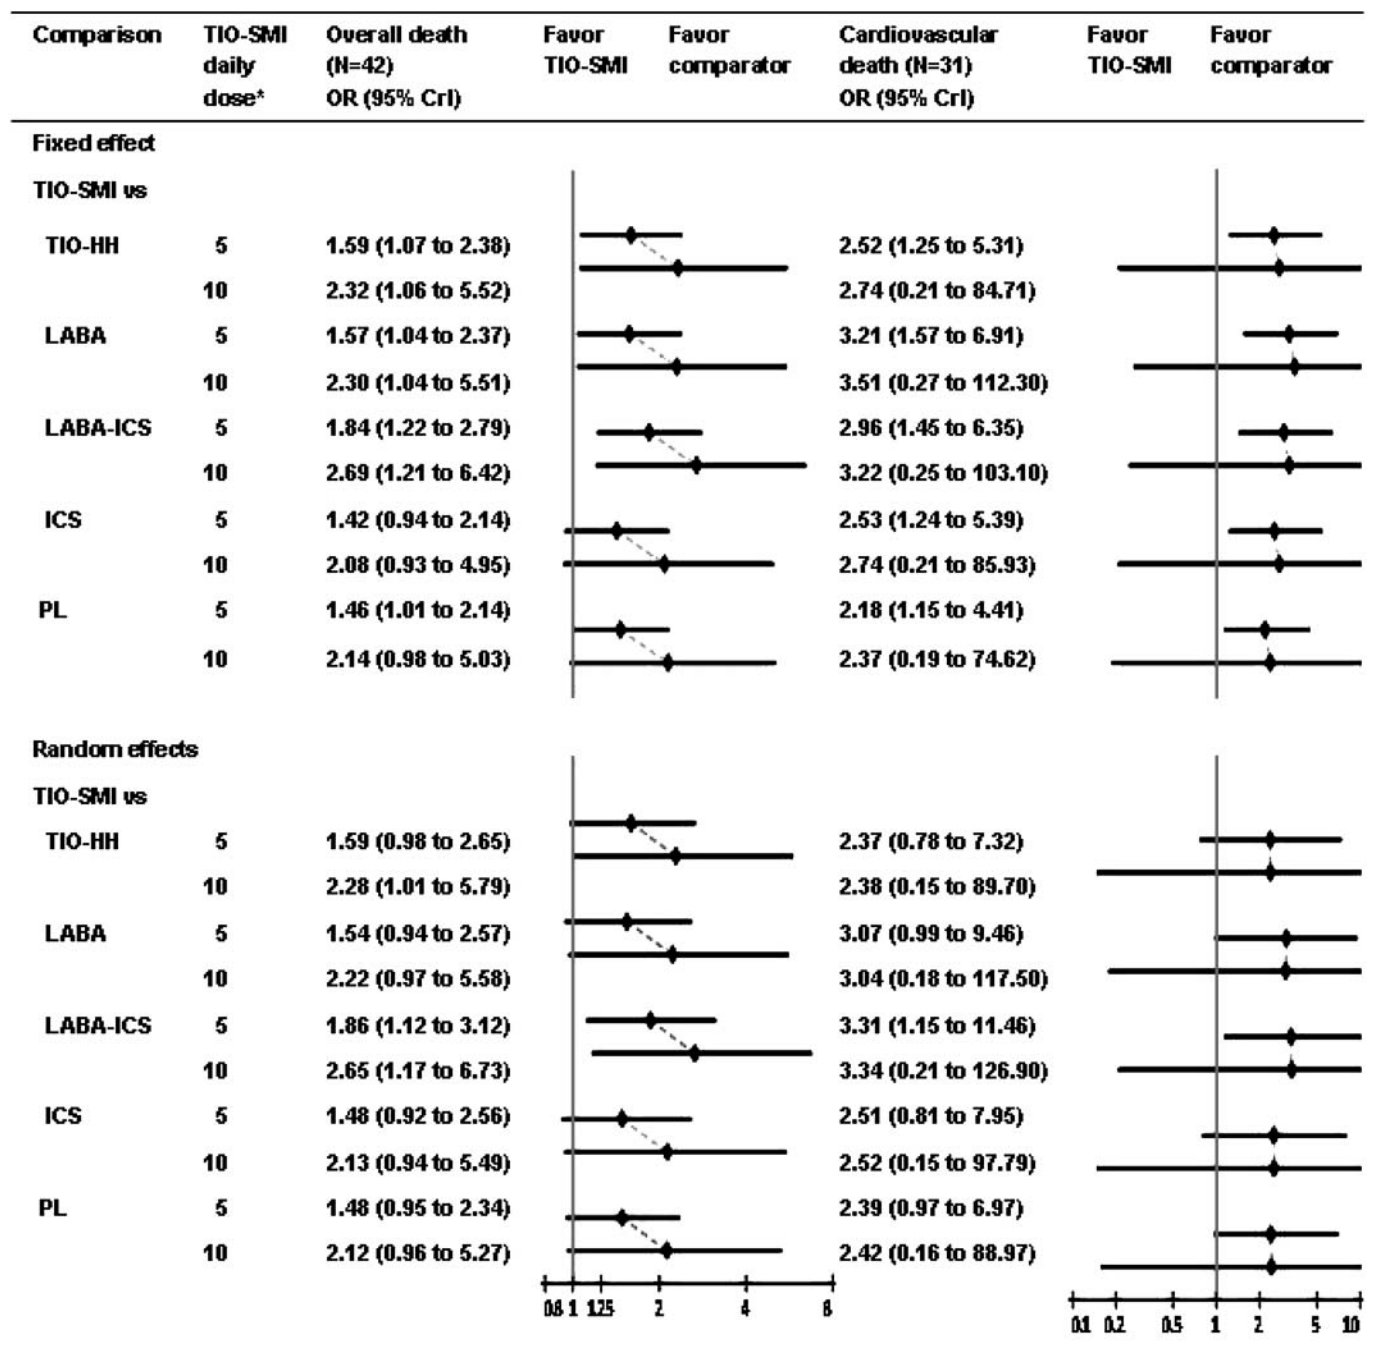 Comparison TIO-SMI daily dose* Overall death (N=42) OR (95% CrI) Favor TIO-SMI Favor comparator Cardiovascular death (N=31) OR (95% CrI) Favor TIO-SMI Favor comparator
Fixed effect
TIO-SMI vs
TIO-HH 5 1.59 (1.07 to 2.38) 2.52 (1.25 to 5.31)
10 2.32 (1.06 to 5.52) 2.74 (0.21 to 84.71)
LABA 5 1.57 (1.04 to 2.37) 3.21 (1.57 to 6.91)
10 2.30 (1.04 to 5.51) 3.51 (0.27 to 112.30)
LABA-ICS 5 1.84 (1.22 to 2.79) 2.96 (1.45 to 6.35)
10 2.69 (1.21 to 6.42) 3.22 (0.25 to 103.10)
ICS 5 1.42 (0.94 to 2.14) 2.53 (1.24 to 5.39)
10 2.08 (0.93 to 4.95) 2.74 (0.21 to 85.93)
PL 5 1.46 (1.01 to 2.14) 2.18 (1.15 to 4.41)
10 2.14 (0.98 to 5.03) 2.37 (0.19 to 74.62)
Random effects
TIO-SMI vs
TIO-HH 5 1.59 (0.98 to 2.65) 2.37 (0.78 to 7.32)
10 2.28 (1.01 to 5.79) 2.38 (0.15 to 89.70)
LABA 5 1.54 (0.94 to 2.57) 3.07 (0.99 to 9.46)
10 2.22 (0.97 to 5.58) 3.04 (0.18 to 117.50)
LABA-ICS 5 1.86 (1.12 to 3.12) 3.31 (1.15 to 11.46)
10 2.65 (1.17 to 6.73) 3.34 (0.21 to 126.90)
ICS 5 1.48 (0.92 to 2.56) 2.51 (0.81 to 7.95)
10 2.13 (0.94 to 5.49) 2.52 (0.15 to 97.79)
PL 5 1.48 (0.95 to 2.34) 2.39 (0.97 to 6.97)
10 2.12 (0.96 to 5.27) 2.42 (0.16 to 88.97)
0.8 1 1.25 2 4 8
0.1 0.2 0.5 1 2 5 10